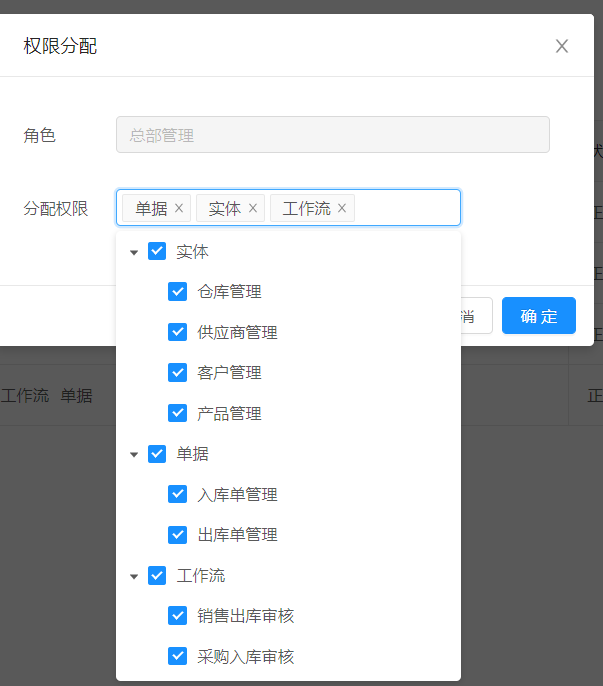 权限分配
角色
总部管理
分配权限
单据 实体 工作流
实体
仓库管理
供应商管理
客户管理
产品管理
消
确 定
正
工作流 单据
正
单据
入库单管理
出库单管理
工作流
销售出库审核
采购入库审核